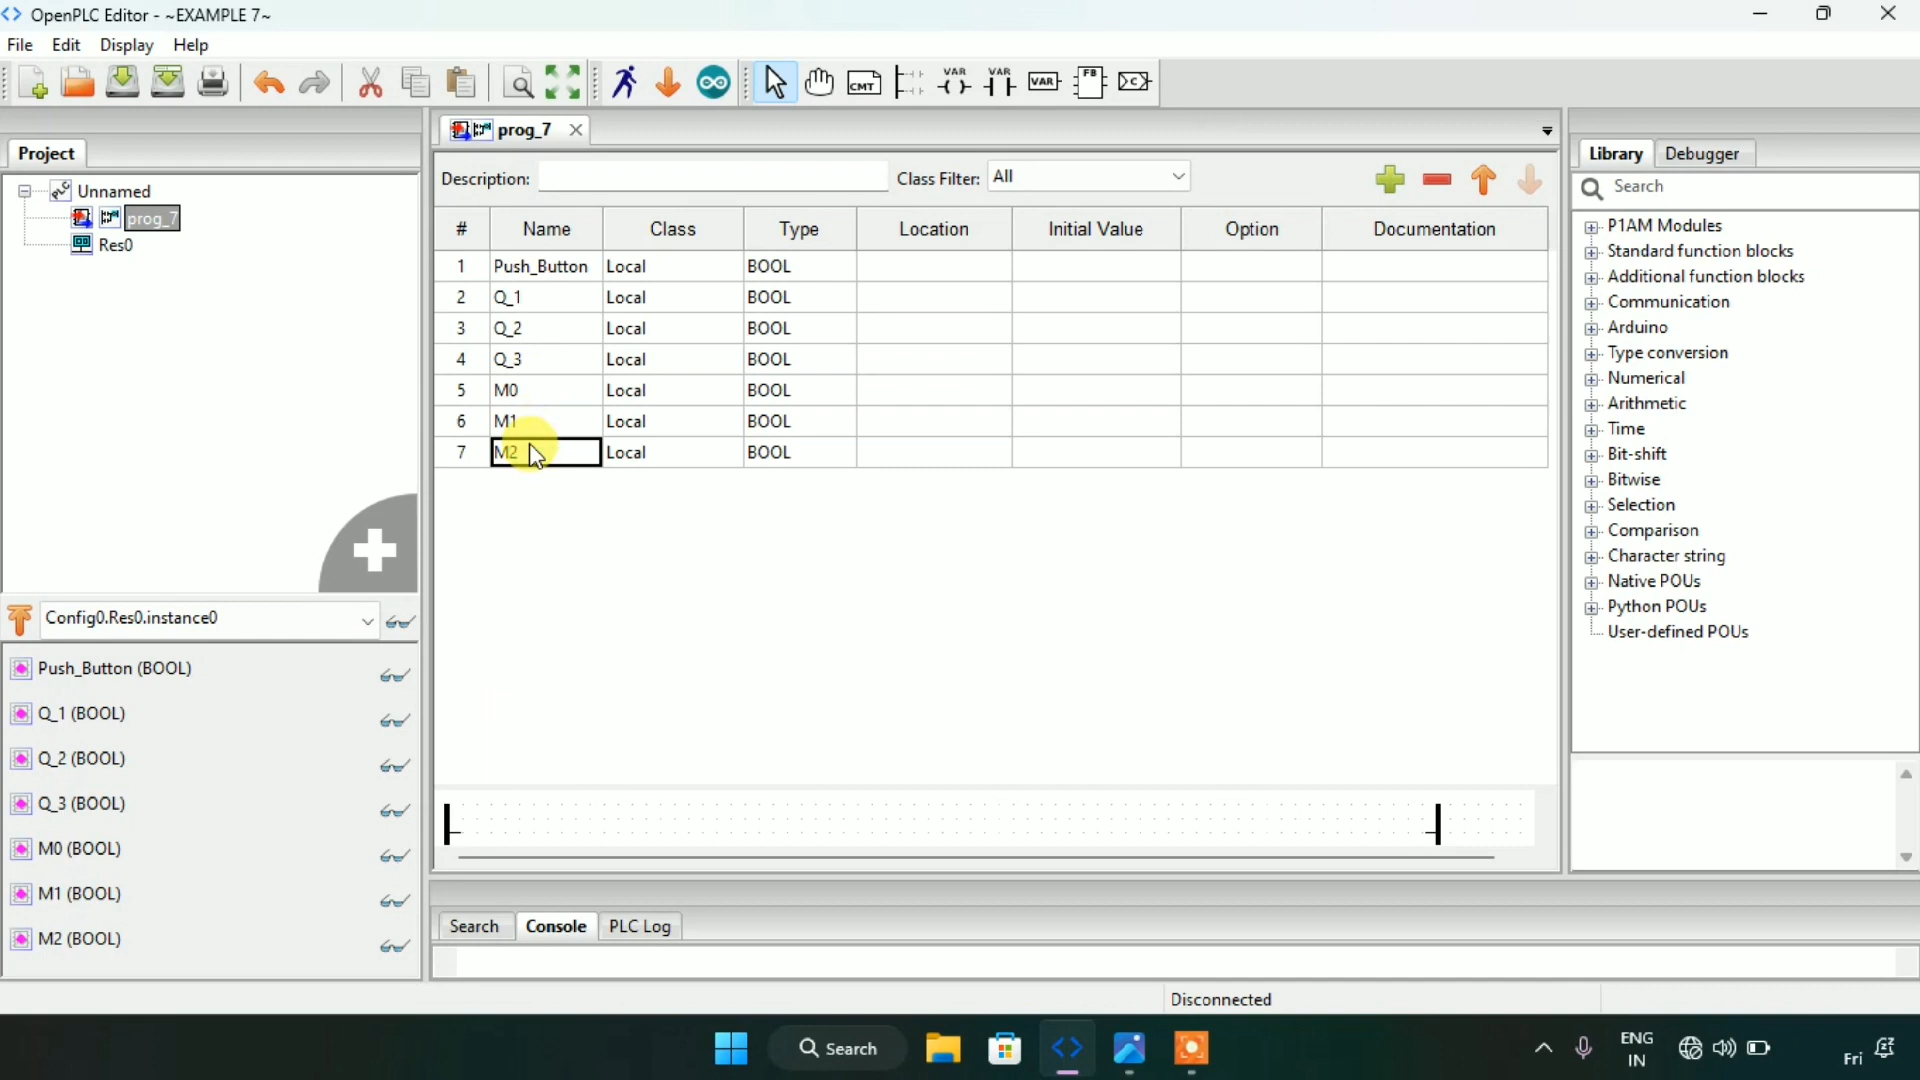 OpenPLC Editor - ~EXAMPLE 7~
File Edit Display Help
CMT VAR VAR VAR FB C
Project
Unnamed
prog_7
Res0
Config0.Res0.instance0
Push_Button (BOOL)
Q_1 (BOOL)
Q_2 (BOOL)
Q_3 (BOOL)
M0 (BOOL)
M1 (BOOL)
M2 (BOOL)
prog_7
Description: Class Filter: All
# Name Class Type Location Initial Value Option Documentation
1 Push_Button Local BOOL
2 Q_1 Local BOOL
3 Q_2 Local BOOL
4 Q_3 Local BOOL
5 M0 Local BOOL
6 M1 Local BOOL
7 M2 Local BOOL
Search Console PLC Log
Library Debugger
Search
P1AM Modules
Standard function blocks
Additional function blocks
Communication
Arduino
Type conversion
Numerical
Arithmetic
Time
Bit-shift
Bitwise
Selection
Comparison
Character string
Native POUs
Python POUs
User-defined POUs
Disconnected
Search
ENG
IN
Fri